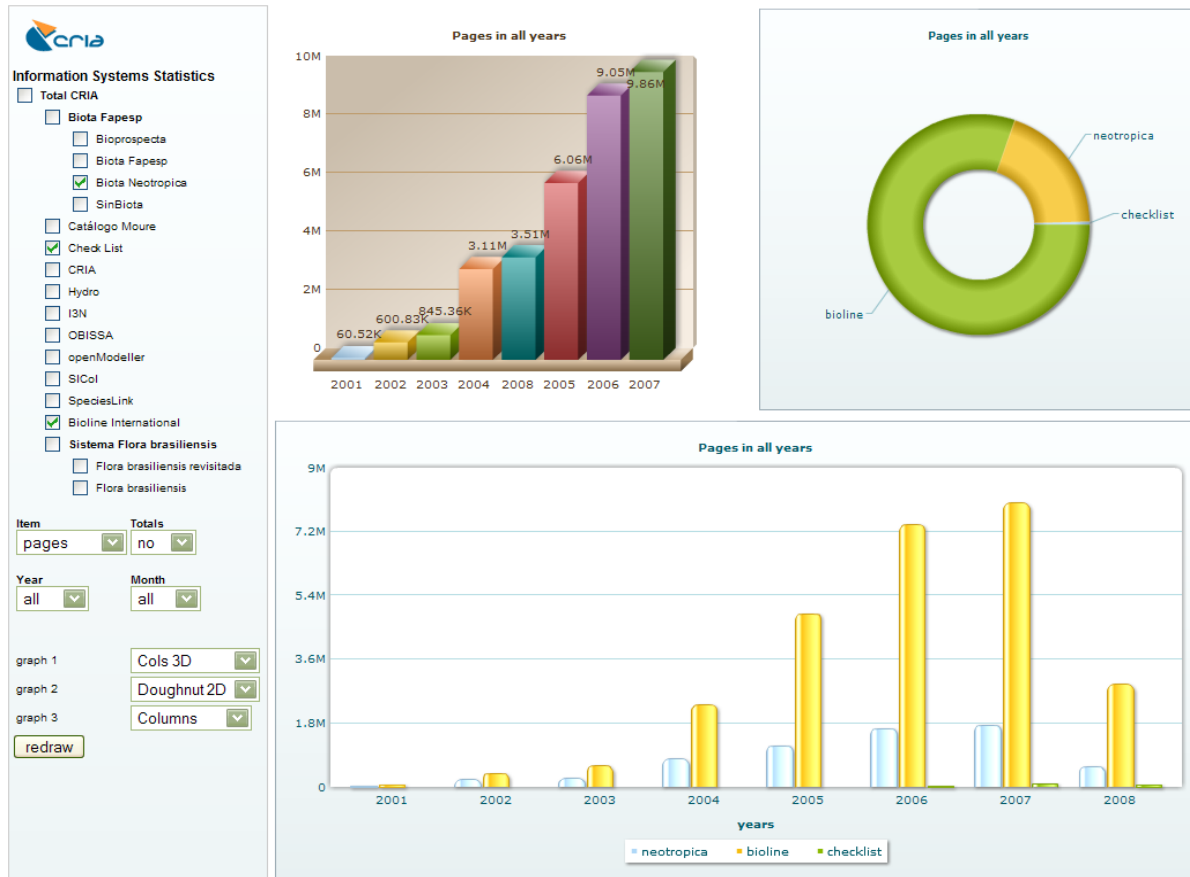 cria
Information Systems Statistics
Total CRIA
Biota Fapesp
Bioprospecta
Biota Fapesp
Biota Neotropica
SinBiota
Catálogo Moure
Check List
CRIA
Hydro
I3N
OBISSA
openModeller
SICol
SpeciesLink
Bioline International
Sistema Flora brasiliensis
Flora brasiliensis revisitada
Flora brasiliensis
Item Totals
pages no
Year Month
all all
graph 1 Cols 3D
graph 2 Doughnut 2D
graph 3 Columns
redraw
Pages in all years
10M
8M
6M
4M
2M
0
60.52K 600.83K 845.36K 3.11M 3.51M 6.06M 9.05M 9.86M
2001 2002 2003 2004 2008 2005 2006 2007
Pages in all years
neotropica
checklist
bioline
Pages in all years
9M
7.2M
5.4M
3.6M
1.8M
0
2001 2002 2003 2004 2005 2006 2007 2008
years
neotropica bioline checklist